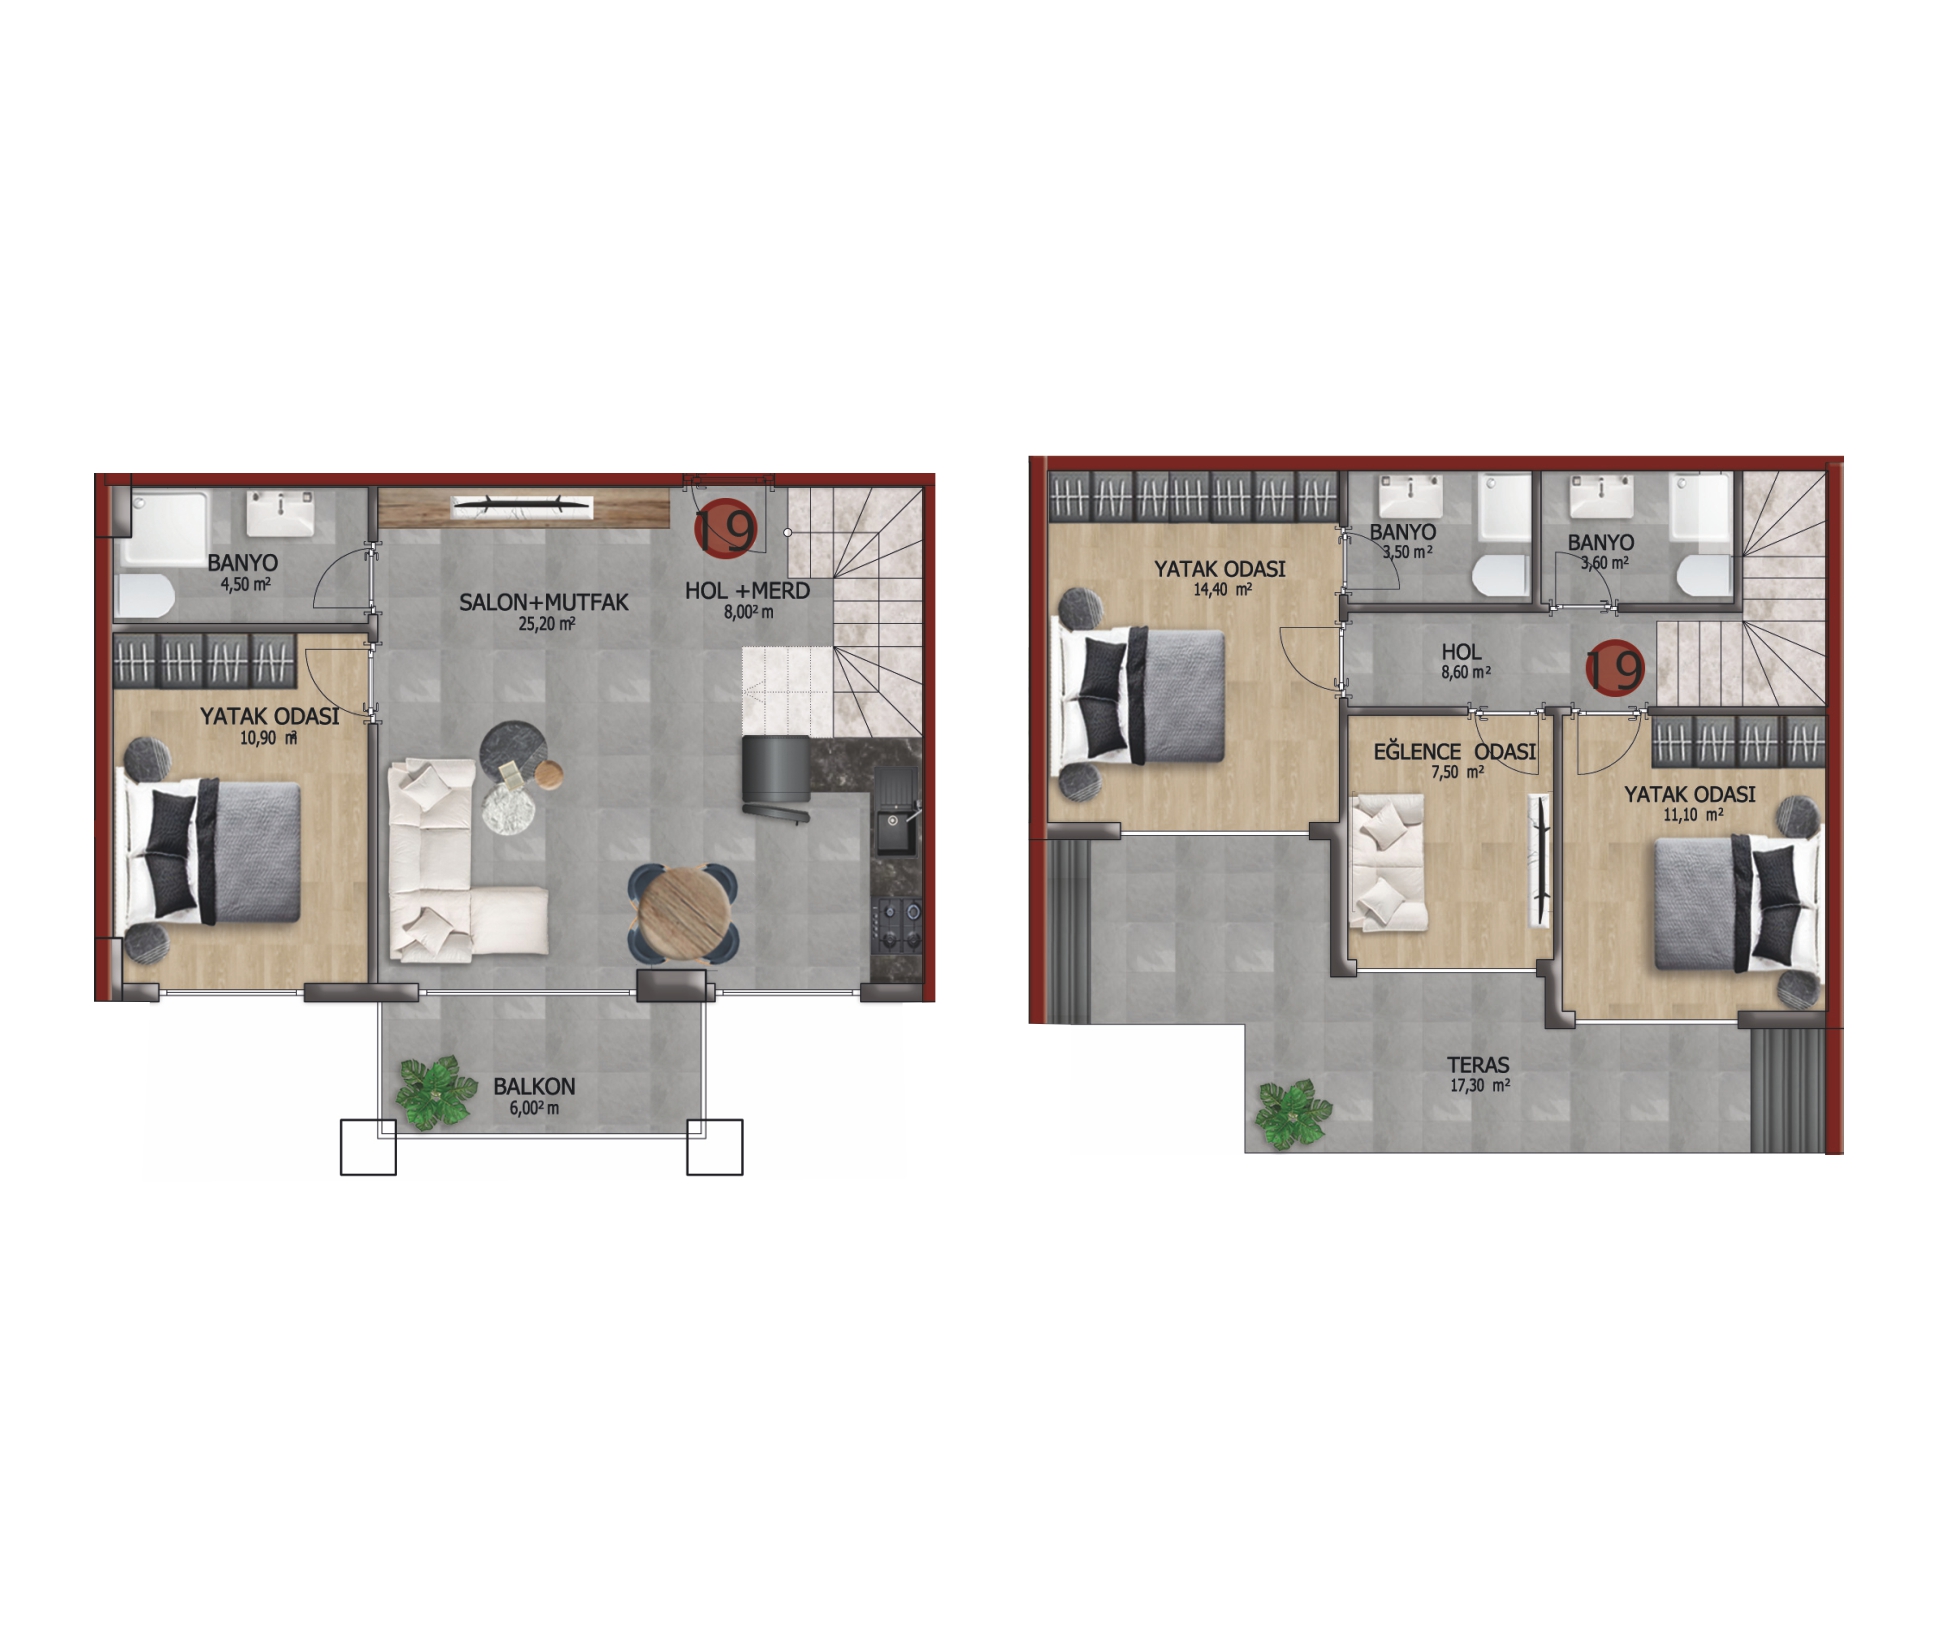 19
BANYO
4,50 m²
SALON+MUTFAK
25,20 m²
HOL +MERD
8,00² m
YATAK ODASI
10,90 m²
BALKON
6,00² m
BANYO
3,50 m²
BANYO
3,60 m²
YATAK ODASI
14,40 m²
HOL
8,60 m²
19
EĞLENCE ODASI
7,50 m²
YATAK ODASI
11,10 m²
TERAS
17,30 m²